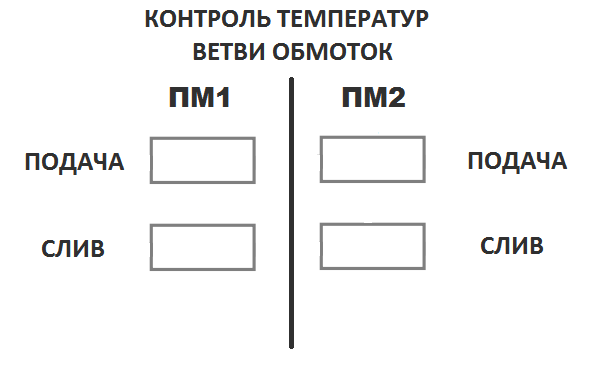 КОНТРОЛЬ ТЕМПЕРАТУР
ВЕТВИ ОБМОТОК
ПМ1 ПМ2
ПОДАЧА ПОДАЧА
СЛИВ СЛИВ